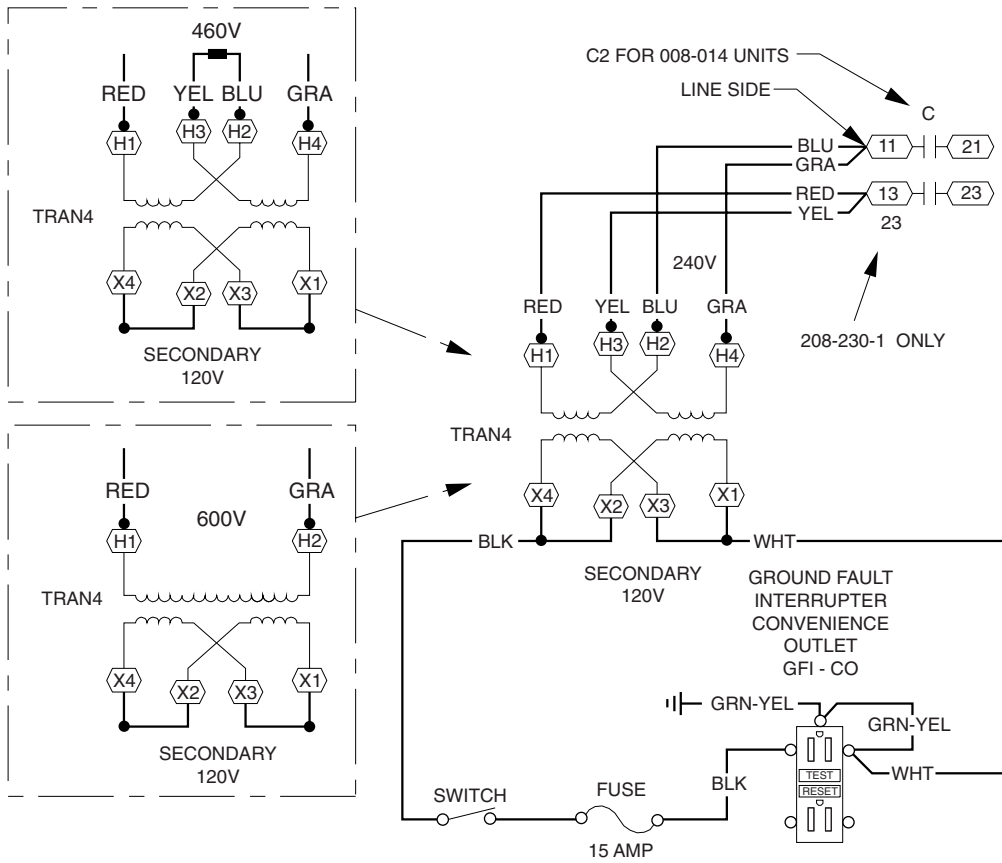 460V
RED YEL BLU GRA
H1 H3 H2 H4
TRAN4
X4 X2 X3 X1
SECONDARY
120V
RED GRA
600V
H1 H2
TRAN4
X4 X2 X3 X1
SECONDARY
120V
C2 FOR 008-014 UNITS
LINE SIDE
C
BLU 11 21
GRA
RED 13 23
YEL
23
240V
208-230-1 ONLY
RED YEL BLU GRA
H1 H3 H2 H4
TRAN4
X4 X2 X3 X1
BLK WHT
SECONDARY
120V
GROUND FAULT
INTERRUPTER
CONVENIENCE
OUTLET
GFI - CO
GRN-YEL
GRN-YEL
WHT
TEST
RESET
BLK
SWITCH
FUSE
15 AMP